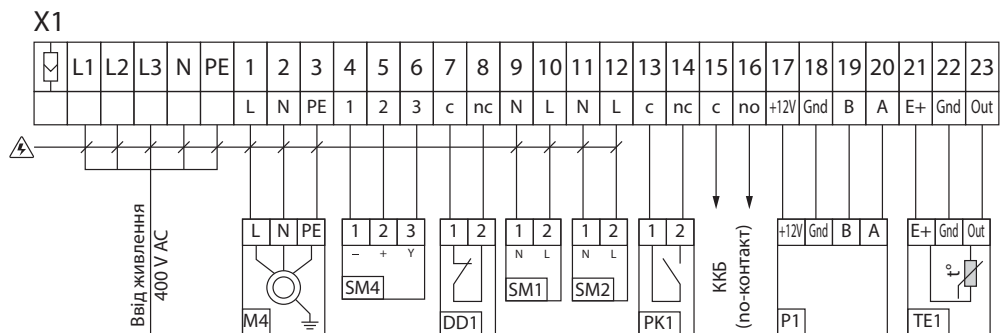 X1
L1 L2 L3 N PE 1 2 3 4 5 6 7 8 9 10 11 12 13 14 15 16 17 18 19 20 21 22 23
L N PE 1 2 3 c nc N L N L c nc c no +12V Gnd B A E+ Gnd Out
Ввід живлення
400 V AC
L N PE
M4
1 2 3
– + Y
SM4
1 2
DD1
1 2
N L
SM1
1 2
N L
SM2
1 2
PK1
ККБ
(no-контакт)
+12V Gnd B A
P1
E+ Gnd Out
t°
TE1